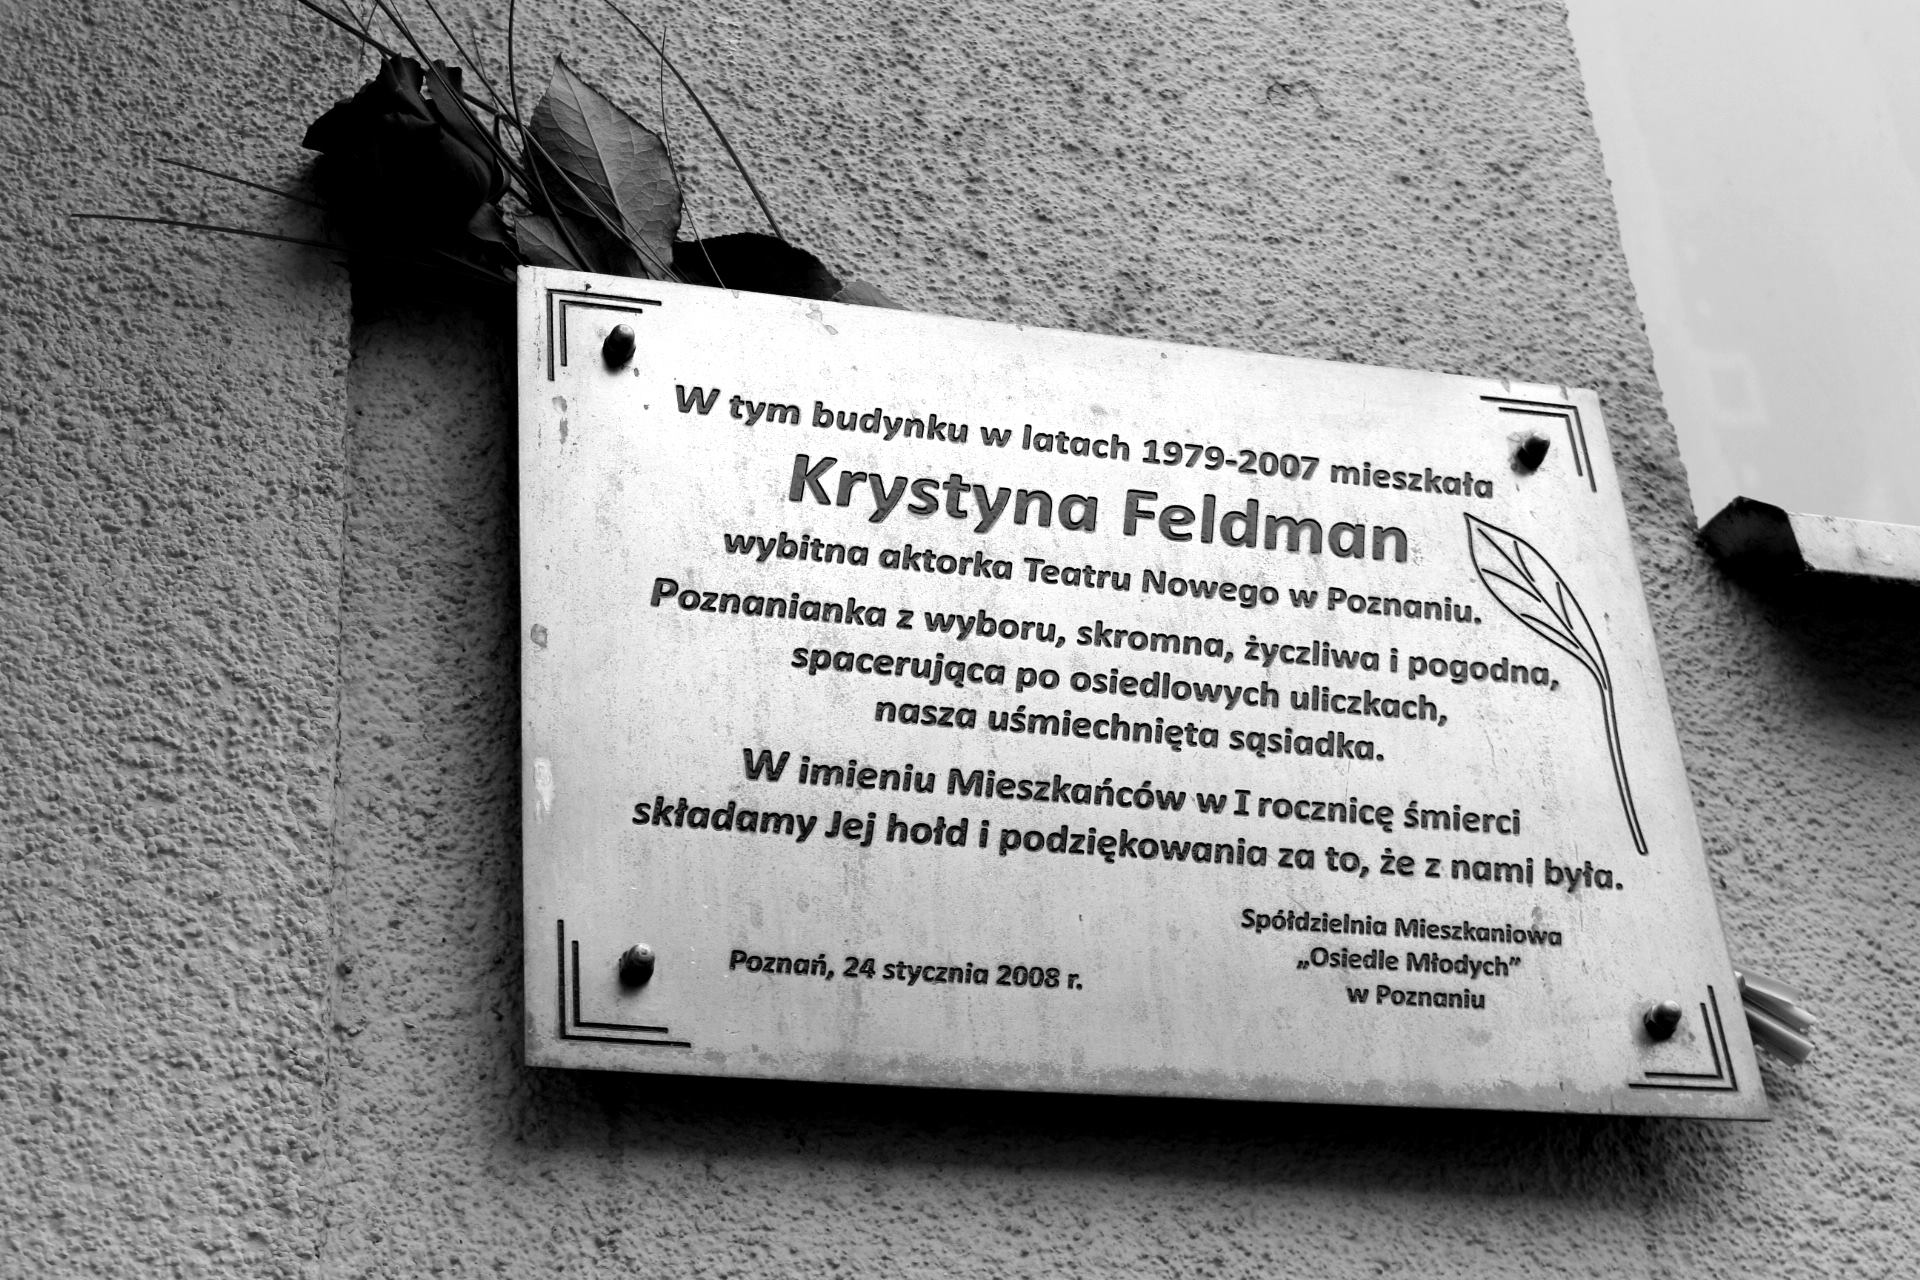 W tym budynku w latach 1979-2007 mieszkała
Krystyna Feldman
wybitna aktorka Teatru Nowego w Poznaniu.
Poznanianka z wyboru, skromna, życzliwa i pogodna,
spacerująca po osiedlowych uliczkach,
nasza uśmiechnięta sąsiadka.
W imieniu Mieszkańców w I rocznicę śmierci
składamy Jej hołd i podziękowania za to, że z nami była.
Poznań, 24 stycznia 2008 r.
Spółdzielnia Mieszkaniowa
„Osiedle Młodych”
w Poznaniu